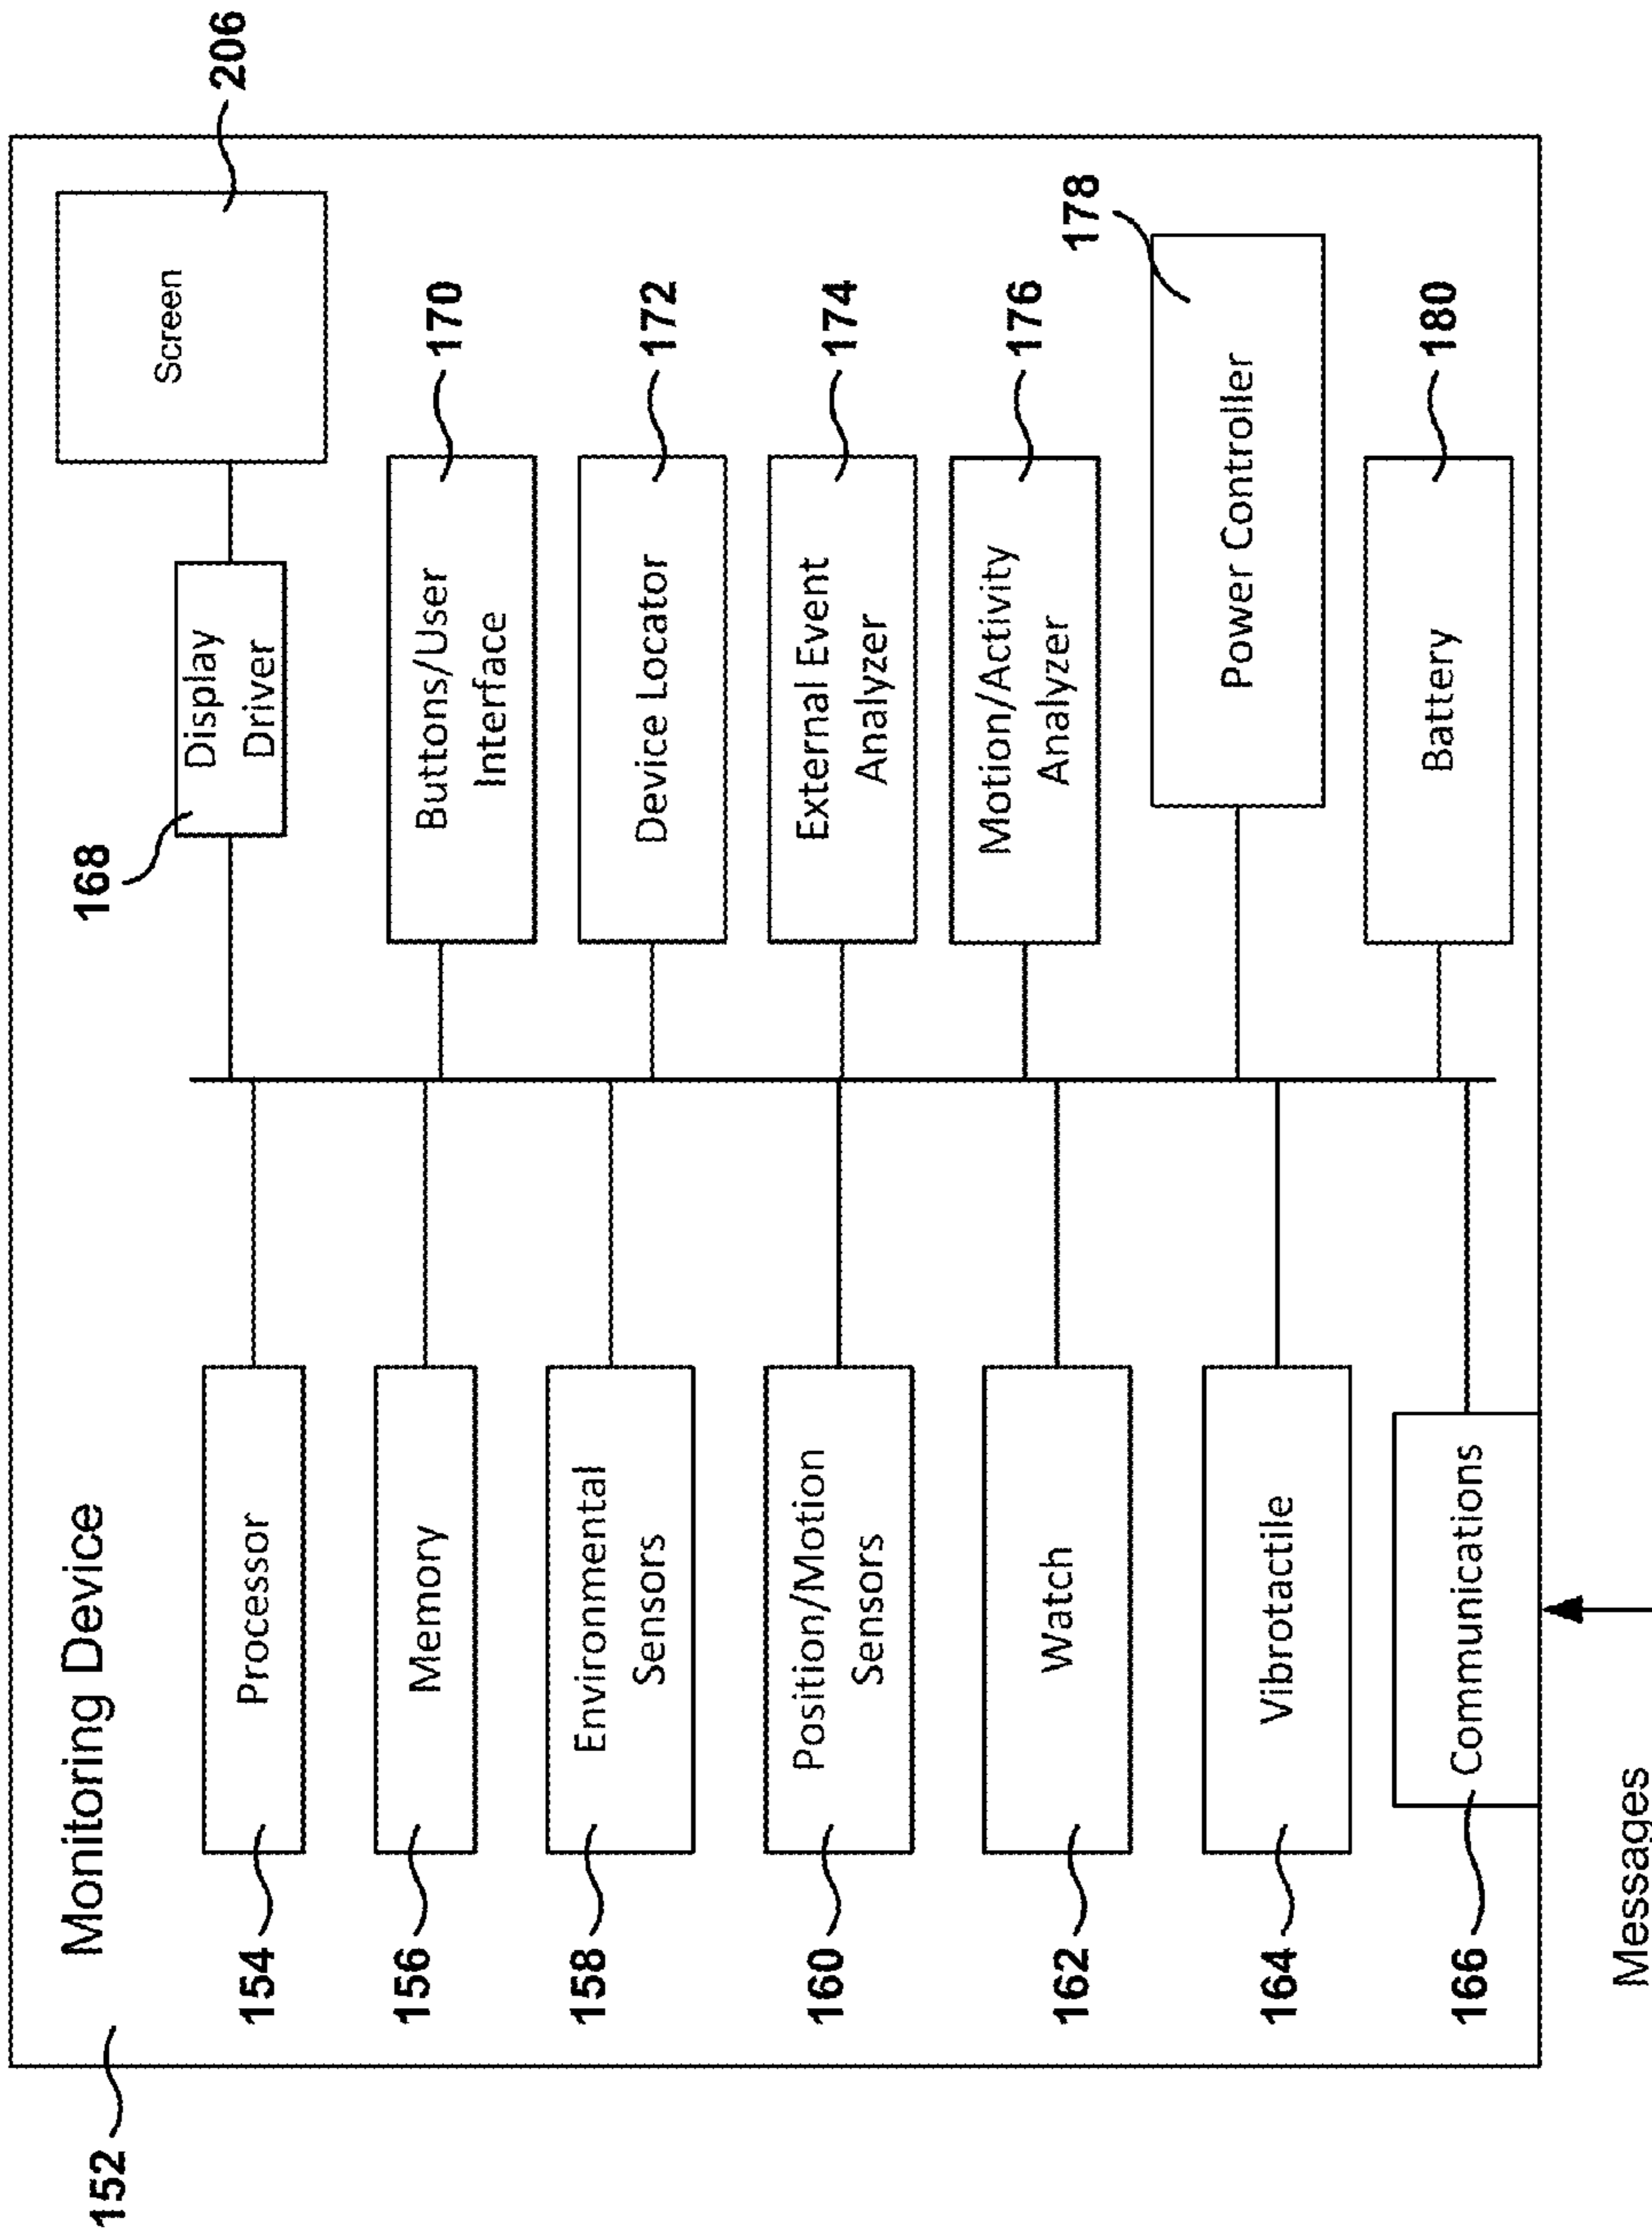 152
Monitoring Device
154
Processor
156
Memory
158
Environmental
Sensors
160
Position/Motion
Sensors
162
Watch
164
Vibrotactile
166
Communications
Messages
168
Display
Driver
Screen
206
Buttons/User
Interface
170
Device Locator
172
External Event
Analyzer
174
Motion/Activity
Analyzer
176
Power Controller
178
Battery
180